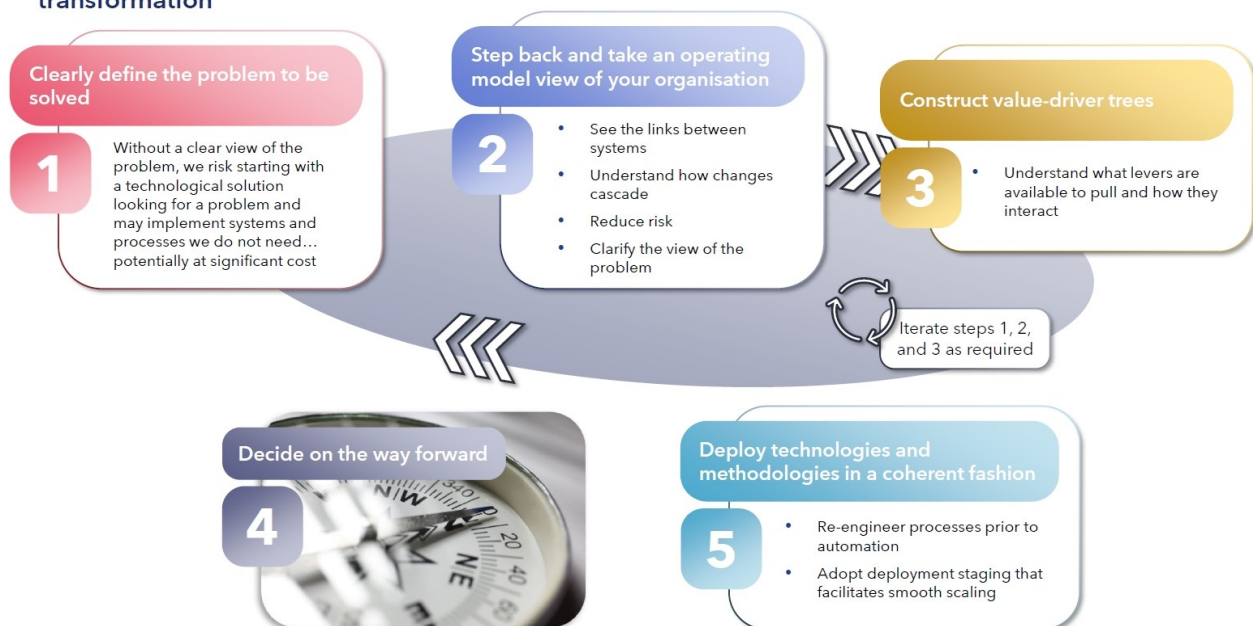 transformation
Clearly define the problem to be
solved
1
Without a clear view of the
problem, we risk starting with
a technological solution
looking for a problem and
may implement systems and
processes we do not need…
potentially at significant cost
Step back and take an operating
model view of your organisation
2
• See the links between
systems
• Understand how changes
cascade
• Reduce risk
• Clarify the view of the
problem
Construct value-driver trees
3
• Understand what levers are
available to pull and how they
interact
Iterate steps 1, 2,
and 3 as required
Decide on the way forward
4
340
N/W
N
20
40
60
NE
E
Deploy technologies and
methodologies in a coherent fashion
5
• Re-engineer processes prior to
automation
• Adopt deployment staging that
facilitates smooth scaling